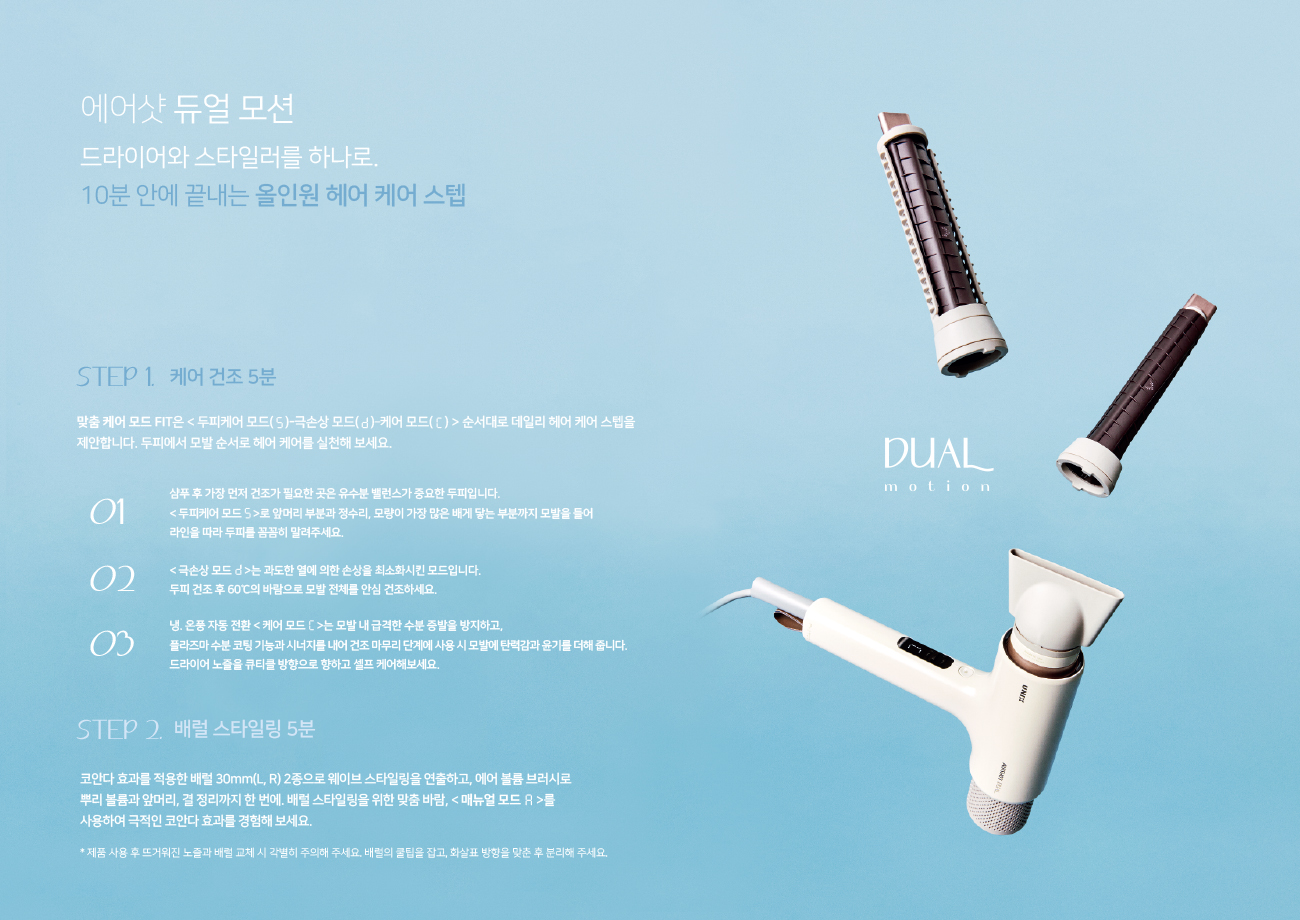 에어샷 듀얼 모션
드라이어와 스타일러를 하나로.
10분 안에 끝내는 올인원 헤어 케어 스텝
STEP 1. 케어 건조 5분
맞춤 케어 모드 FIT은 < 두피케어 모드( S )-극손상 모드( d )-케어 모드( C ) > 순서대로 데일리 헤어 케어 스텝을
제안합니다. 두피에서 모발 순서로 헤어 케어를 실천해 보세요.
01
샴푸 후 가장 먼저 건조가 필요한 곳은 유수분 밸런스가 중요한 두피입니다.
< 두피케어 모드 S >로 앞머리 부분과 정수리, 모량이 가장 많은 베게 닿는 부분까지 모발을 들어
라인을 따라 두피를 꼼꼼히 말려주세요.
02
< 극손상 모드 d >는 과도한 열에 의한 손상을 최소화시킨 모드입니다.
두피 건조 후 60℃의 바람으로 모발 전체를 안심 건조하세요.
03
냉. 온풍 자동 전환 < 케어 모드 C >는 모발 내 급격한 수분 증발을 방지하고,
플라즈마 수분 코팅 기능과 시너지를 내어 건조 마무리 단계에 사용 시 모발에 탄력감과 윤기를 더해 줍니다.
드라이어 노즐을 큐티클 방향으로 향하고 셀프 케어해보세요.
STEP 2. 배럴 스타일링 5분
코안다 효과를 적용한 배럴 30mm(L, R) 2종으로 웨이브 스타일링을 연출하고, 에어 볼륨 브러시로
뿌리 볼륨과 앞머리, 결 정리까지 한 번에. 배럴 스타일링을 위한 맞춤 바람, < 매뉴얼 모드 A >를
사용하여 극적인 코안다 효과를 경험해 보세요.
* 제품 사용 후 뜨거워진 노즐과 배럴 교체 시 각별히 주의해 주세요. 배럴의 쿨팁을 잡고, 화살표 방향을 맞춘 후 분리해 주세요.
DUAL
motion
UNIX